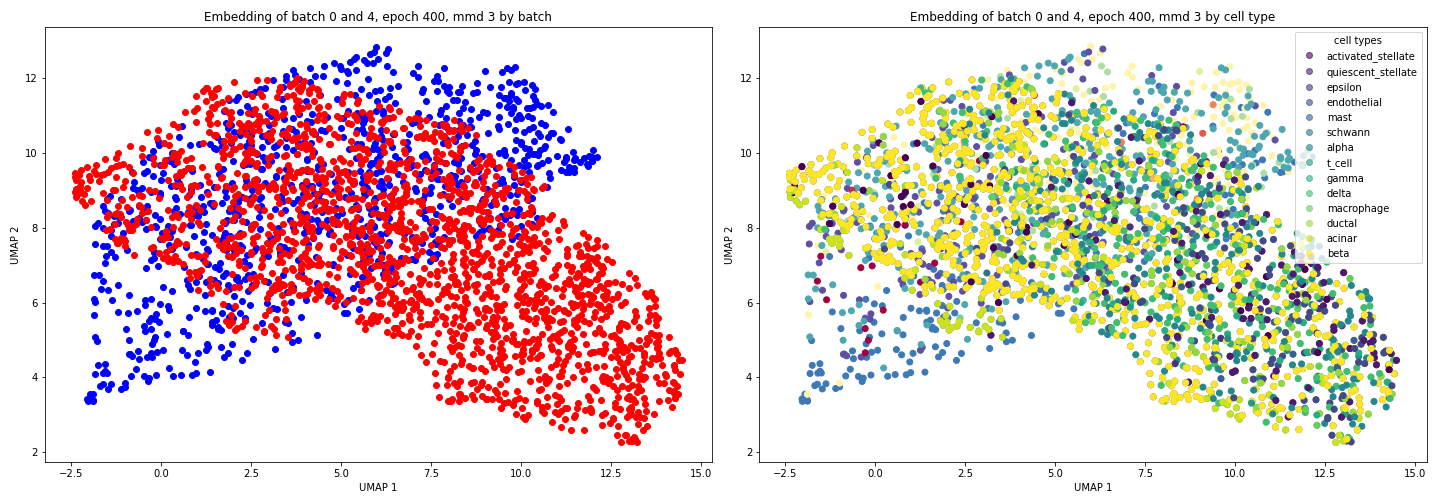 Embedding of batch 0 and 4, epoch 400, mmd 3 by batch
UMAP 2
12
10
8
6
4
2
−2.5 0.0 2.5 5.0 7.5 10.0 12.5 15.0
UMAP 1
Embedding of batch 0 and 4, epoch 400, mmd 3 by cell type
UMAP 2
12
10
8
6
4
2
−2.5 0.0 2.5 5.0 7.5 10.0 12.5 15.0
UMAP 1
cell types
activated_stellate
quiescent_stellate
epsilon
endothelial
mast
schwann
alpha
t_cell
gamma
delta
macrophage
ductal
acinar
beta